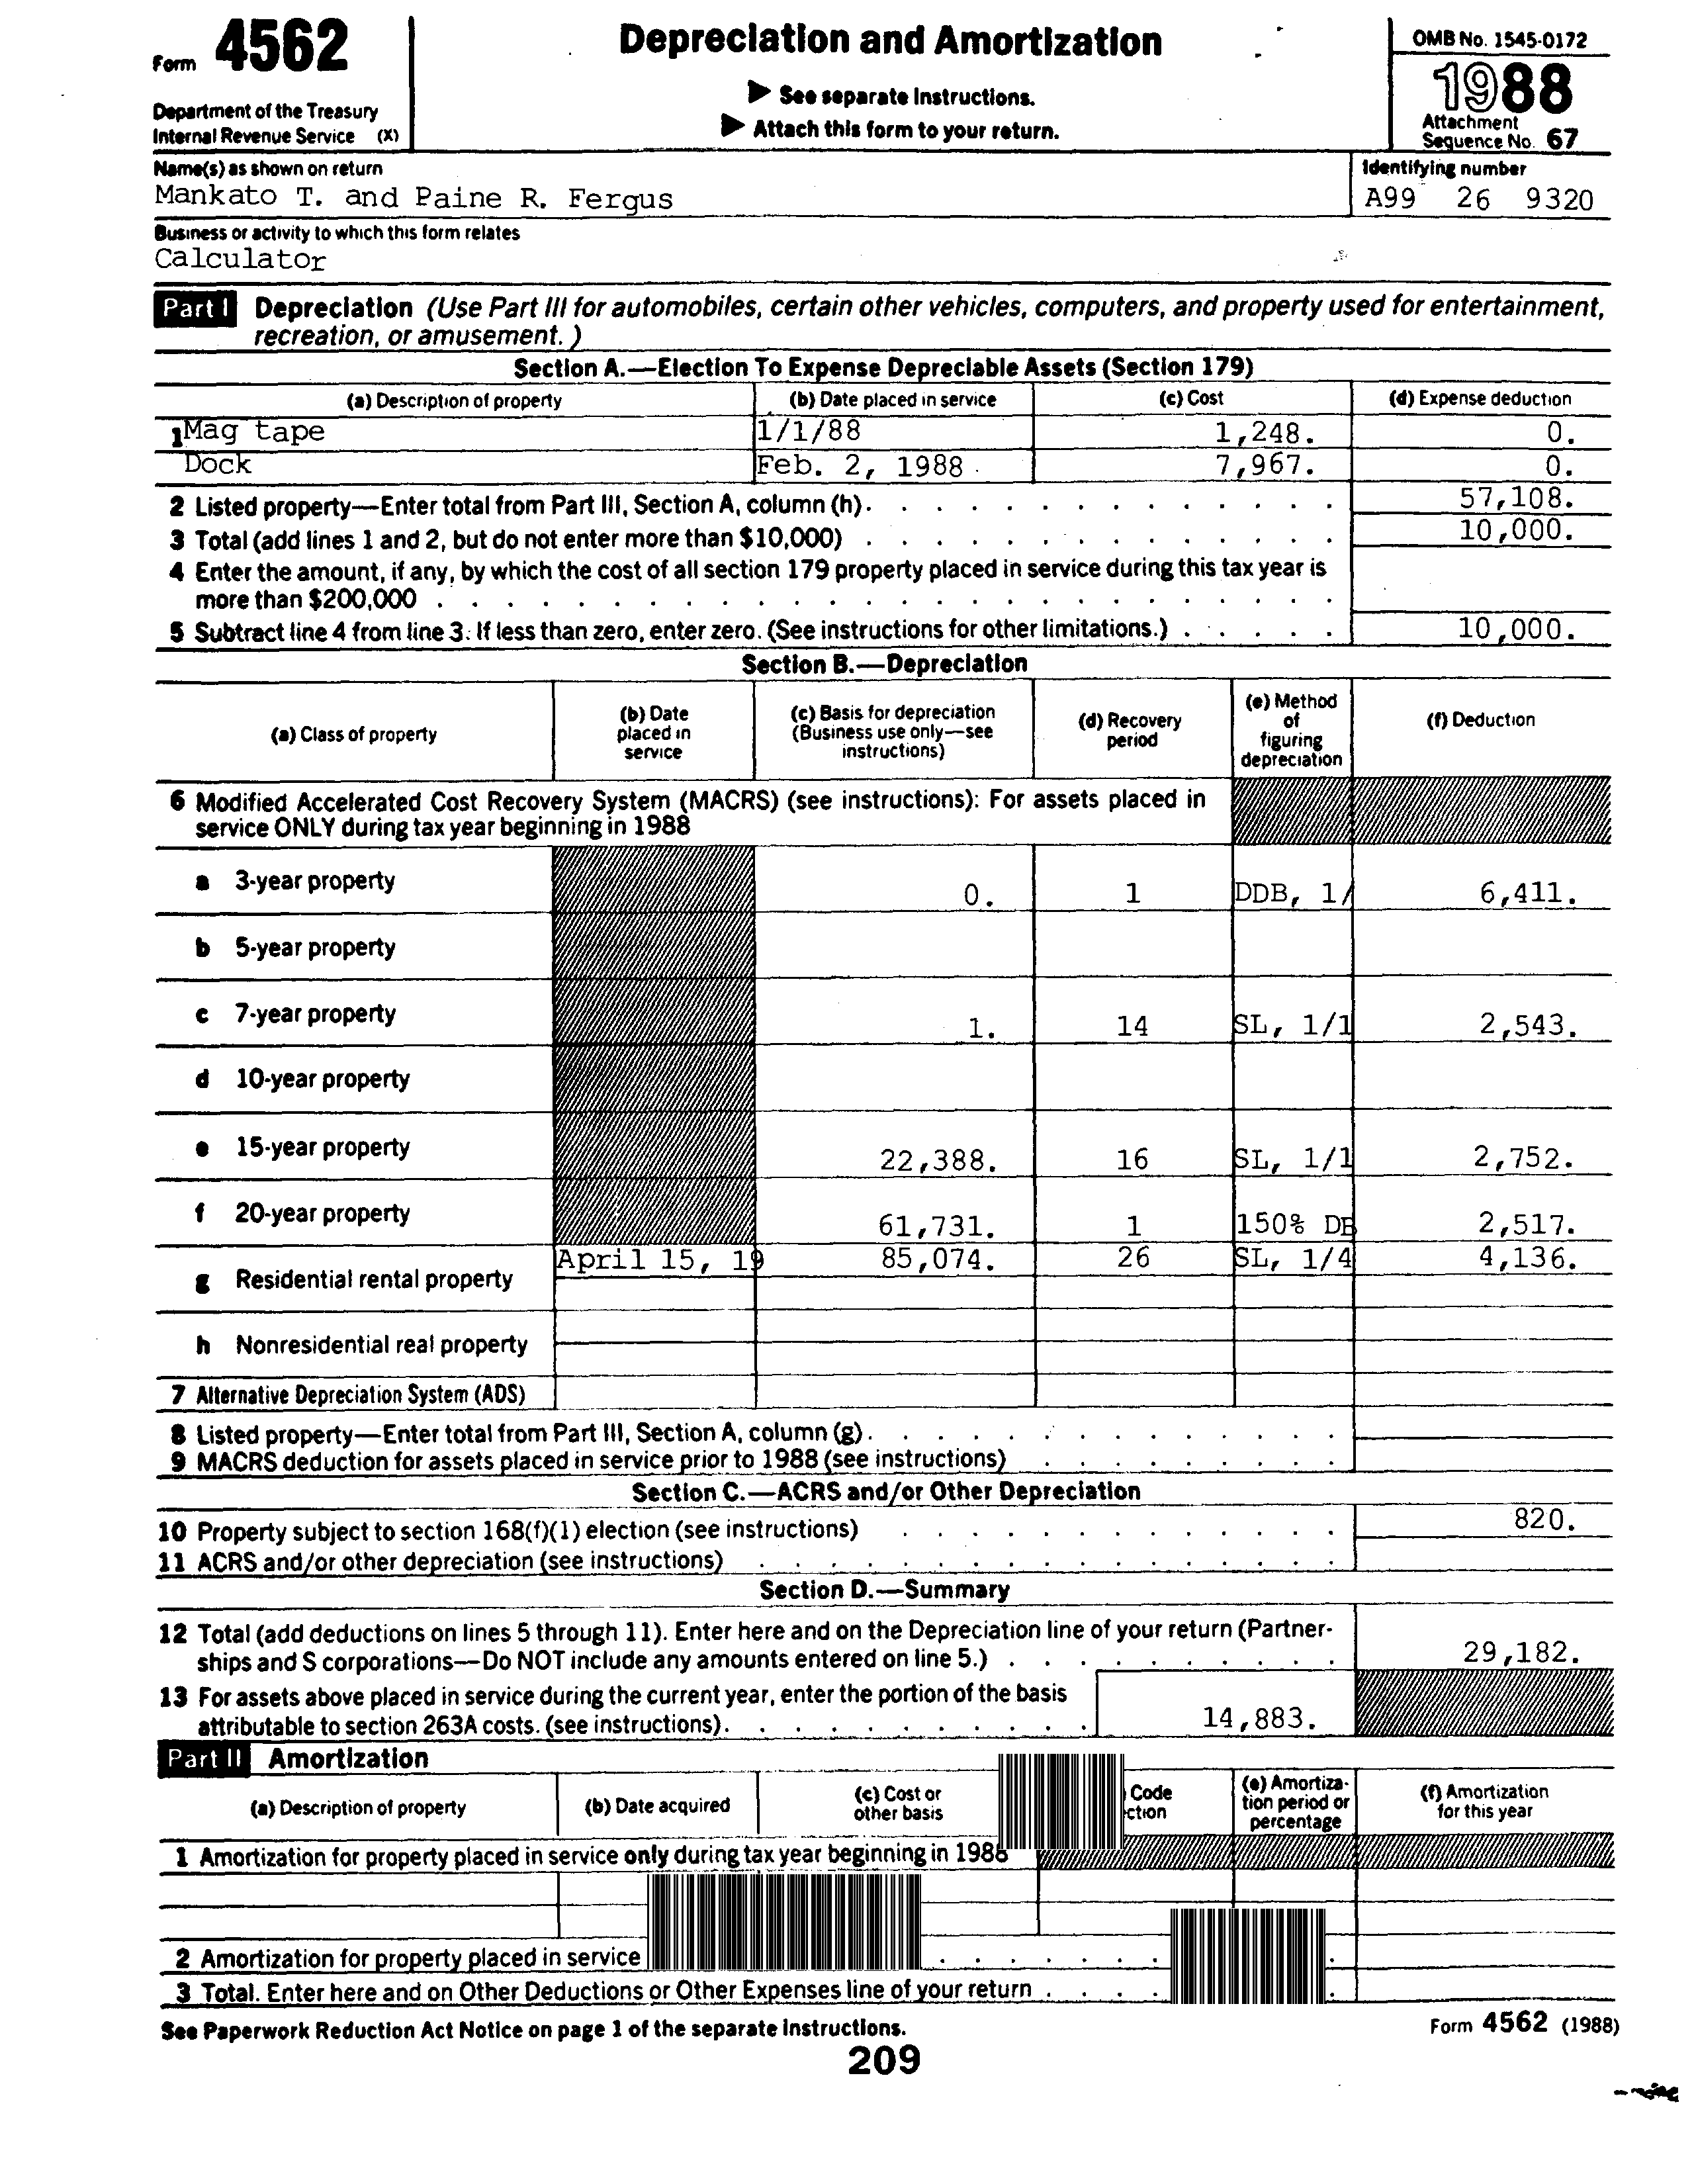 Form 4562
Department of the Treasury
Internal Revenue Service (X)
Depreciation and Amortization
▶ See separate Instructions.
▶ Attach this form to your return.
OMB No. 1545-0172
1988
Attachment
Sequence No. 67
Name(s) as shown on return
Mankato T. and Paine R. Fergus
Identifying number
A99 26 9320
Business or activity to which this form relates
Calculator
Part I Depreciation (Use Part III for automobiles, certain other vehicles, computers, and property used for entertainment,
recreation, or amusement.)
Section A.—Election To Expense Depreciable Assets (Section 179)
(a) Description of property (b) Date placed in service (c) Cost (d) Expense deduction
1 Mag tape 1/1/88 1,248. 0.
Dock Feb. 2, 1988 7,967. 0.
2 Listed property—Enter total from Part III, Section A, column (h). 57,108.
3 Total (add lines 1 and 2, but do not enter more than $10,000) 10,000.
4 Enter the amount, if any, by which the cost of all section 179 property placed in service during this tax year is
more than $200,000
5 Subtract line 4 from line 3. If less than zero, enter zero. (See instructions for other limitations.) 10,000.
Section B.—Depreciation
(a) Class of property
(b) Date
placed in
service
(c) Basis for depreciation
(Business use only—see
instructions)
(d) Recovery
period
(e) Method
of
figuring
depreciation
(f) Deduction
6 Modified Accelerated Cost Recovery System (MACRS) (see instructions): For assets placed in
service ONLY during tax year beginning in 1988
a 3-year property 0. 1 DDB, 1/ 6,411.
b 5-year property
c 7-year property 1. 14 SL, 1/1 2,543.
d 10-year property
e 15-year property 22,388. 16 SL, 1/1 2,752.
f 20-year property 61,731. 1 150% DB 2,517.
April 15, 19 85,074. 26 SL, 1/4 4,136.
g Residential rental property
h Nonresidential real property
7 Alternative Depreciation System (ADS)
8 Listed property—Enter total from Part III, Section A, column (g).
9 MACRS deduction for assets placed in service prior to 1988 (see instructions)
Section C.—ACRS and/or Other Depreciation
10 Property subject to section 168(f)(1) election (see instructions) 820.
11 ACRS and/or other depreciation (see instructions)
Section D.—Summary
12 Total (add deductions on lines 5 through 11). Enter here and on the Depreciation line of your return (Partner-
ships and S corporations—Do NOT include any amounts entered on line 5.) 29,182.
13 For assets above placed in service during the current year, enter the portion of the basis
attributable to section 263A costs. (see instructions). 14,883.
Part II Amortization
(a) Description of property
(b) Date acquired
(c) Cost or
other basis
Code
ction
(e) Amortiza-
tion period or
percentage
(f) Amortization
for this year
1 Amortization for property placed in service only during tax year beginning in 1988
2 Amortization for property placed in service
3 Total. Enter here and on Other Deductions or Other Expenses line of your return
See Paperwork Reduction Act Notice on page 1 of the separate Instructions.
Form 4562 (1988)
209